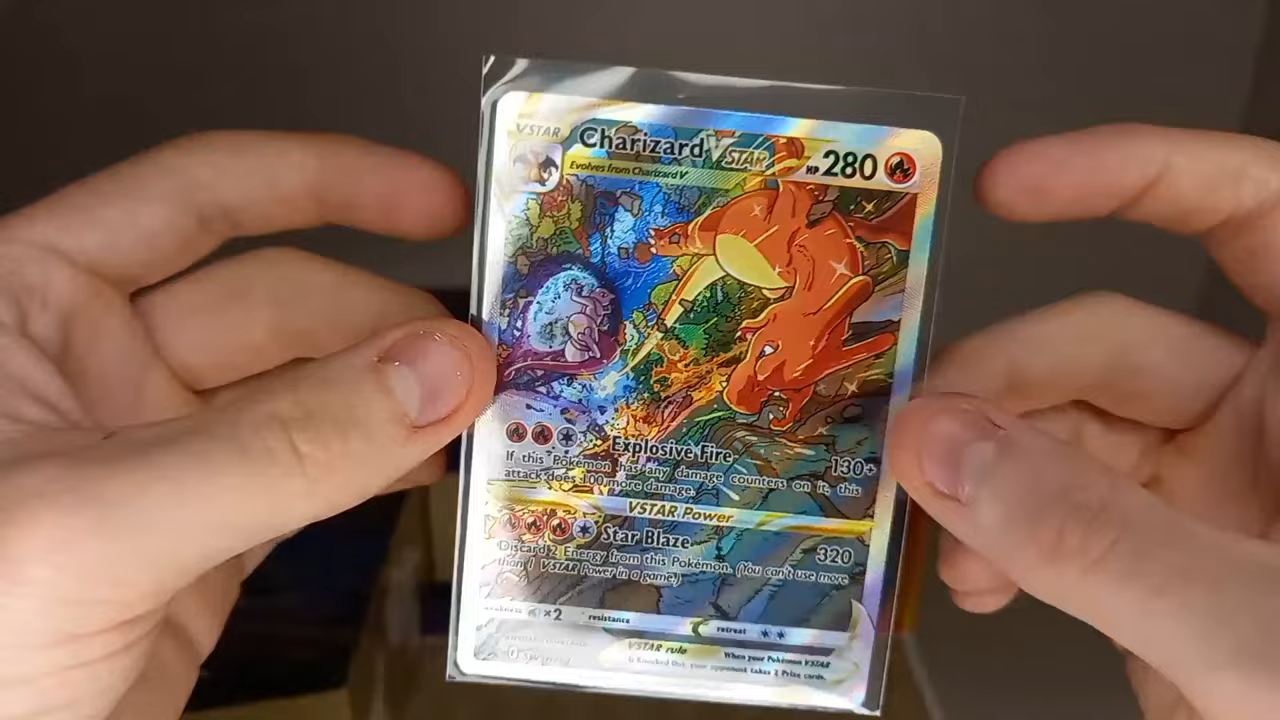 VSTAR Charizard VSTAR HP 280
Evolves from Charizard V
Explosive Fire 130+
If this Pokémon has any damage counters on it, this
attack does 100 more damage.
VSTAR Power
Star Blaze 320
Discard 2 Energy from this Pokémon. (You can't use more
than 1 VSTAR Power in a game.)
weakness ×2 resistance retreat
VSTAR rule When your Pokémon VSTAR
is Knocked Out, your opponent takes 2 Prize cards.